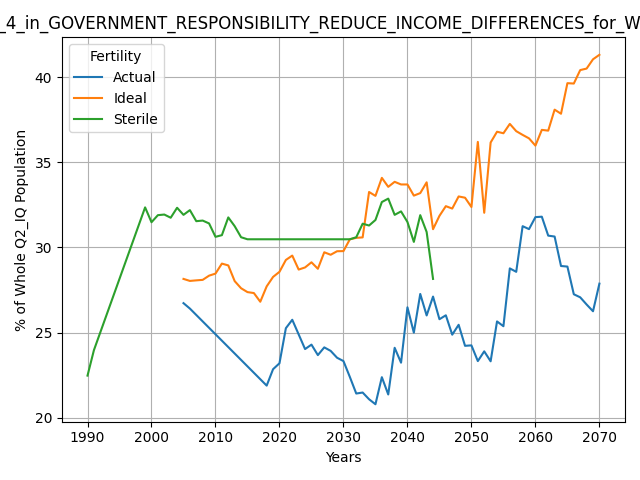 _4_in_GOVERNMENT_RESPONSIBILITY_REDUCE_INCOME_DIFFERENCES_for_W
Fertility
Actual
Ideal
Sterile
% of Whole Q2_IQ Population
40
35
30
25
20
1990 2000 2010 2020 2030 2040 2050 2060 2070
Years